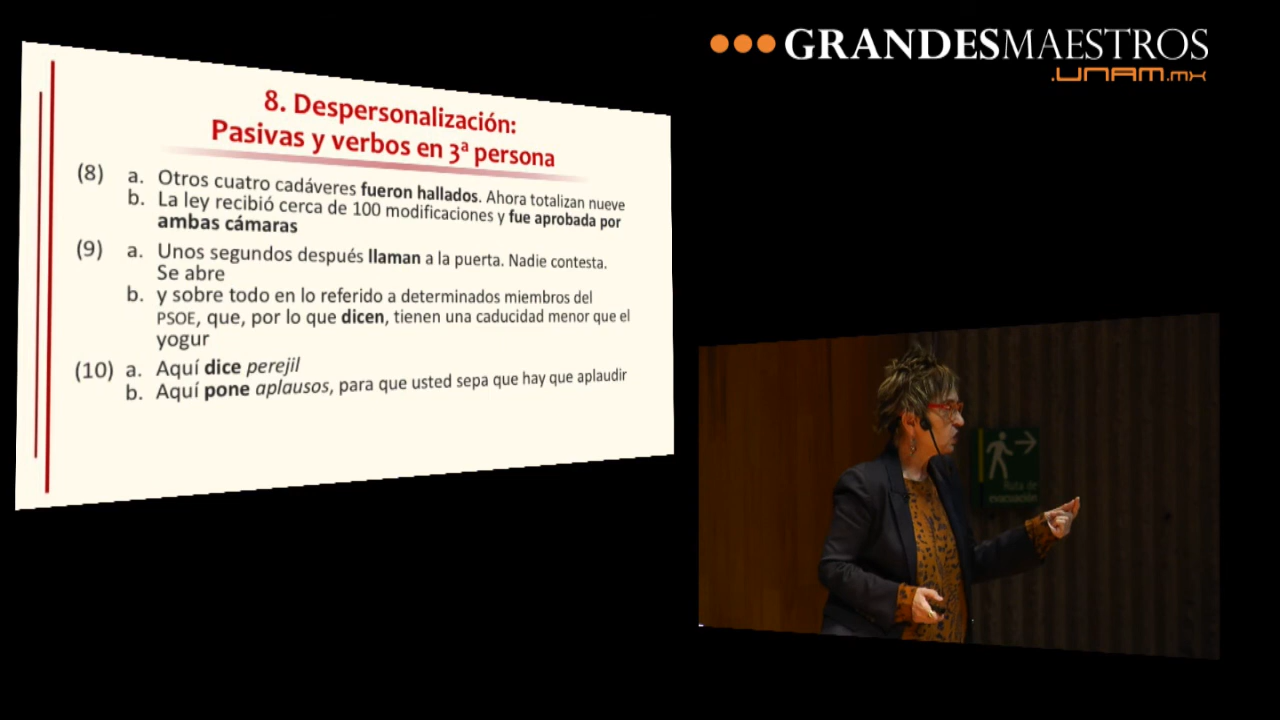 GRANDESMAESTROS
.UNAM.mx
8. Despersonalización:
Pasivas y verbos en 3ª persona
(8) a. Otros cuatro cadáveres fueron hallados. Ahora totalizan nueve
b. La ley recibió cerca de 100 modificaciones y fue aprobada por
ambas cámaras
(9) a. Unos segundos después llaman a la puerta. Nadie contesta.
Se abre
b. y sobre todo en lo referido a determinados miembros del
PSOE, que, por lo que dicen, tienen una caducidad menor que el
yogur
(10) a. Aquí dice perejil
b. Aquí pone aplausos, para que usted sepa que hay que aplaudir
Ruta de
evacuación